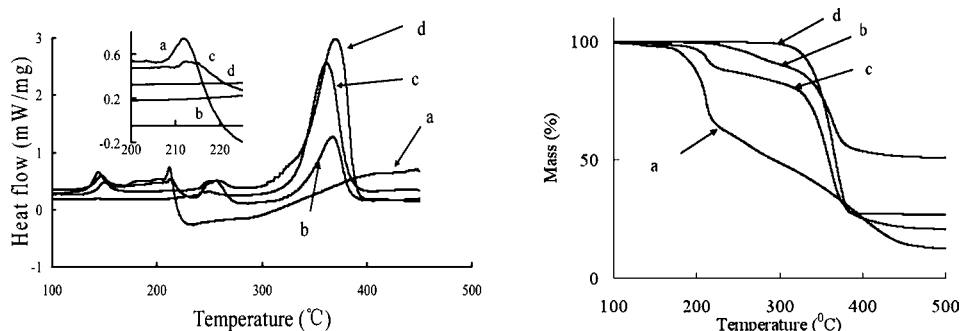 Heat flow (mW/mg)
3
2
1
0
-1
100
200
300
400
500
Temperature (℃)
0.6
0.2
-0.2
200
210
220
a
c
d
b
d
c
a
b
Mass (%)
100
50
0
100
200
300
400
500
Temperature (⁰C)
d
b
c
a